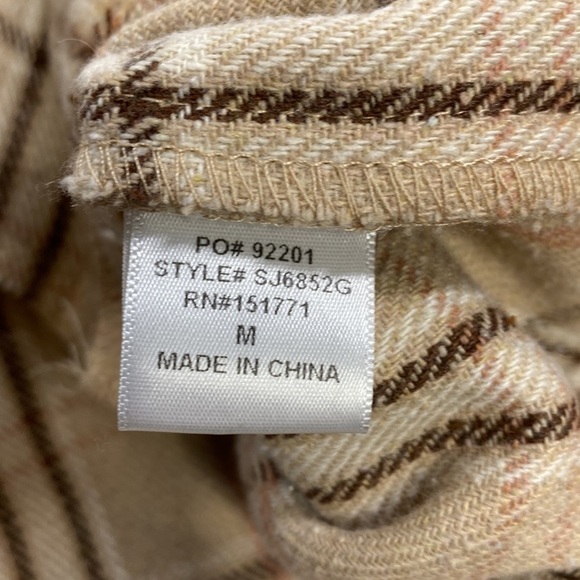 PO# 92201
STYLE# SJ6852G
RN#151771
M
MADE IN CHINA